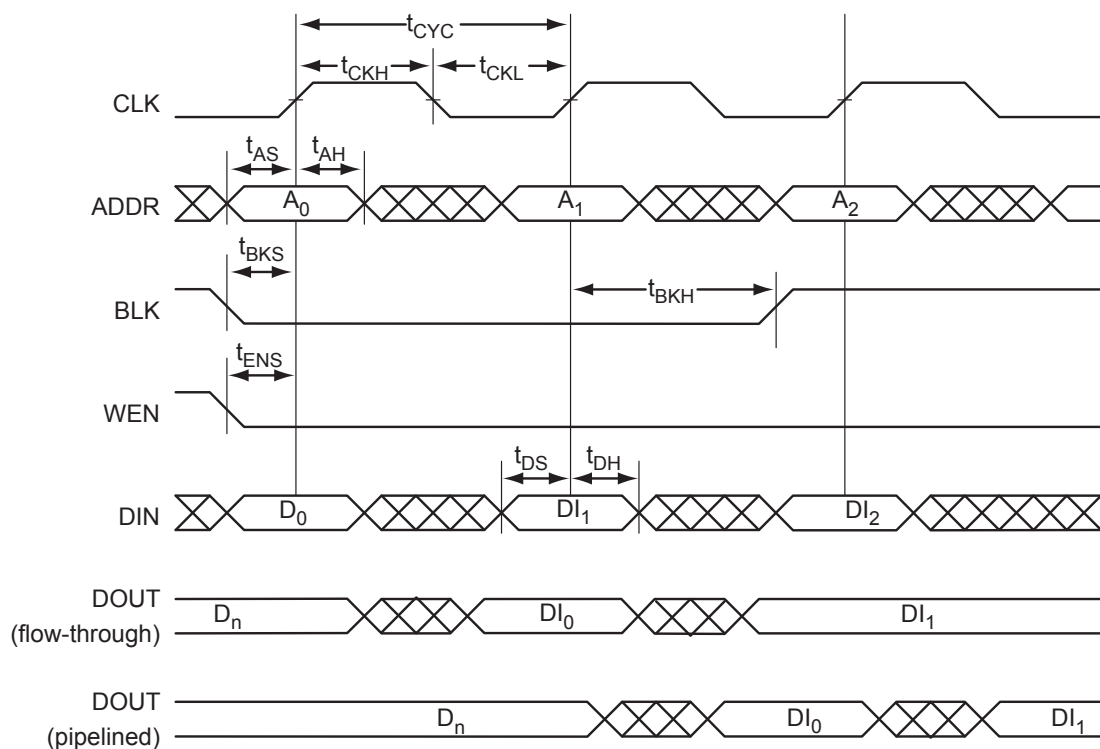 tCYC
tCKH tCKL
CLK
tAS tAH
ADDR A0 A1 A2
tBKS
BLK tBKH
tENS
WEN
tDS tDH
DIN D0 DI1 DI2
DOUT
(flow-through) Dn DI0 DI1
DOUT
(pipelined) Dn DI0 DI1